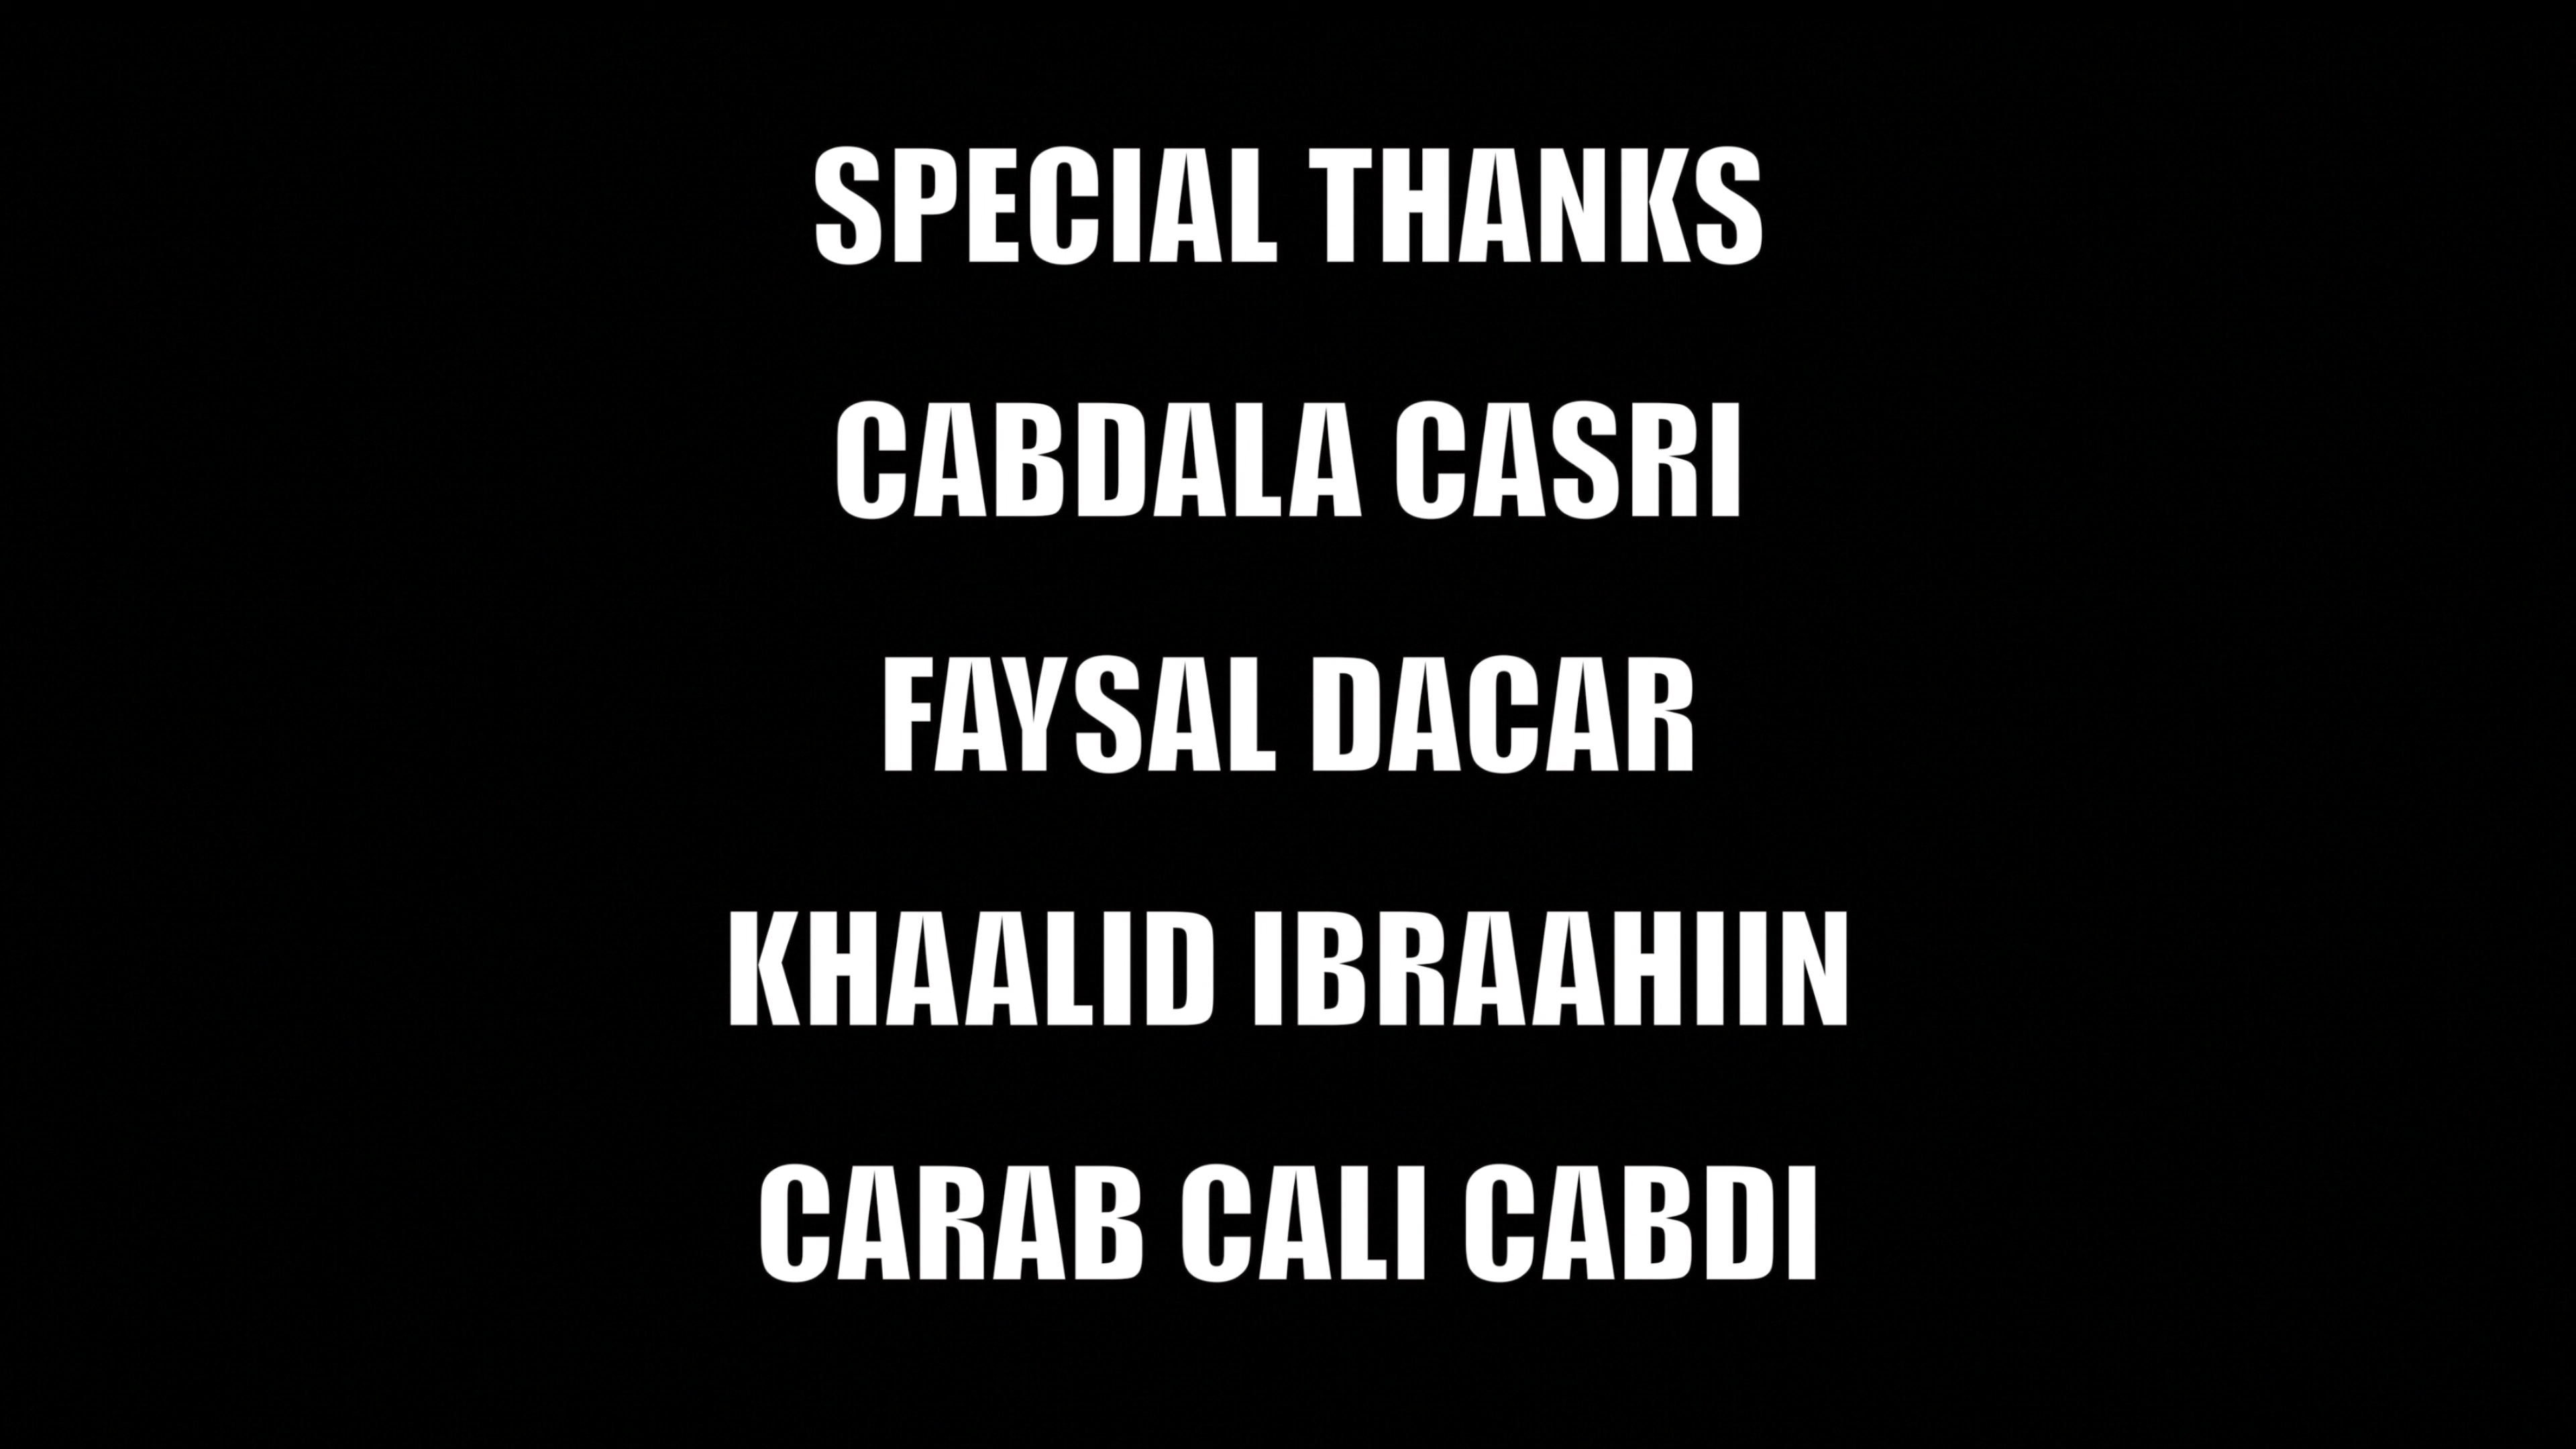 SPECIAL THANKS
CABDALA CASRI
FAYSAL DACAR
KHAALID IBRAAHIIN
CARAB CALI CABDI